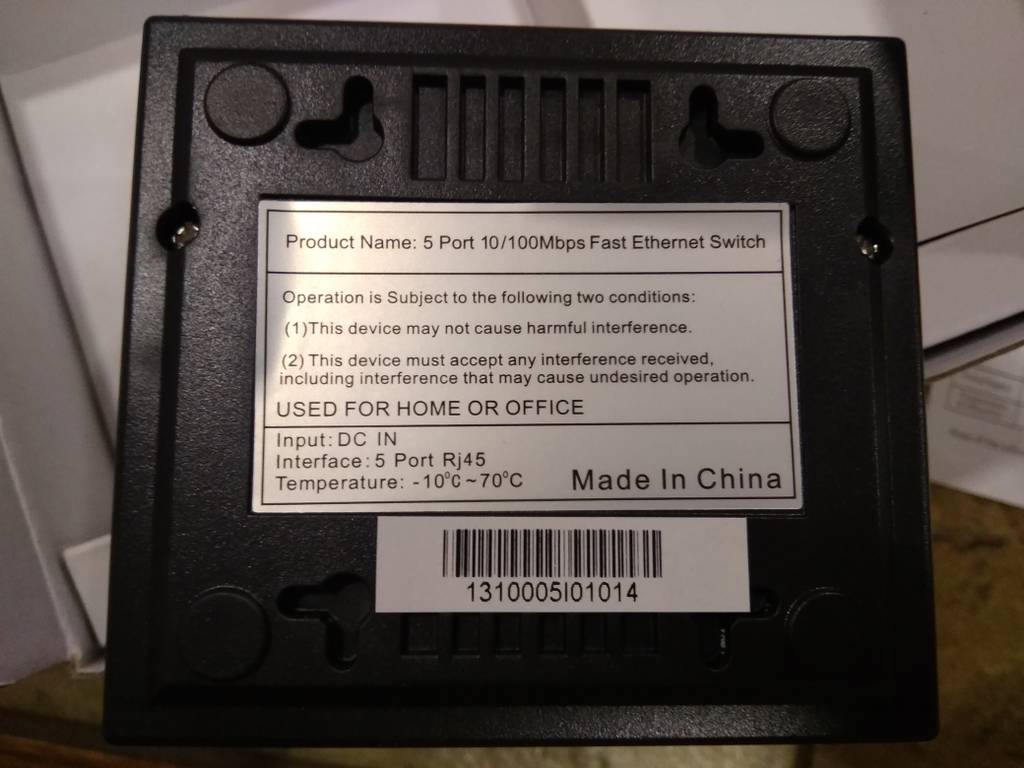 Product Name: 5 Port 10/100Mbps Fast Ethernet Switch
Operation is Subject to the following two conditions:
(1)This device may not cause harmful interference.
(2) This device must accept any interference received,
including interference that may cause undesired operation.
USED FOR HOME OR OFFICE
Input: DC IN
Interface: 5 Port Rj45
Temperature: -10°C~70°C
Made In China
1310005I01014